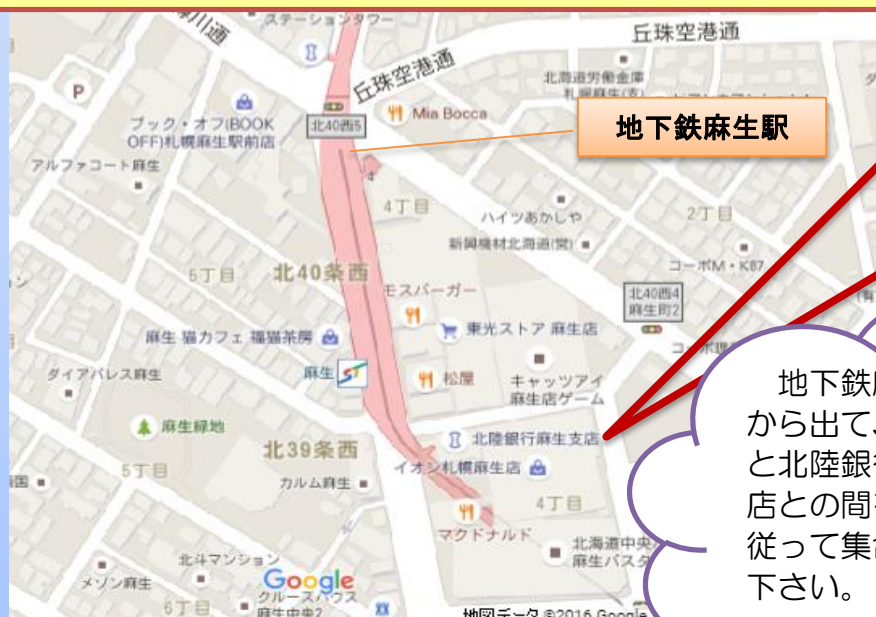 ステーションタワー
川通
丘珠空港通
丘珠空港通
北海道労働金庫
P
ブック・オフ(BOOK
OFF)札幌麻生駅前店
北40西5
Mia Bocca
地下鉄麻生駅
アルファコート麻生
4
4丁目
ハイツあかしや
2丁目
新興機材北海道(営)
コーポM・K87
5丁目
北40条西
モスバーガー
北40西4
麻生町2
(有
麻生 猫カフェ 福猫茶房
東光ストア 麻生店
ダイアパレス麻生
麻生
松屋
キャッツアイ
麻生店ゲーム
麻生緑地
北39条西
北陸銀行麻生支店
5丁目
イオン札幌麻生店
カルム麻生
4丁目
マクドナルド
北海道中央
麻生バスタ
北斗マンション
メゾン麻生
Google
クルーズハウス
麻生中央2
6丁目
地図データ ©2016 Google
地下鉄
から出て、
と北陸銀
店との間
従って集
下さい。